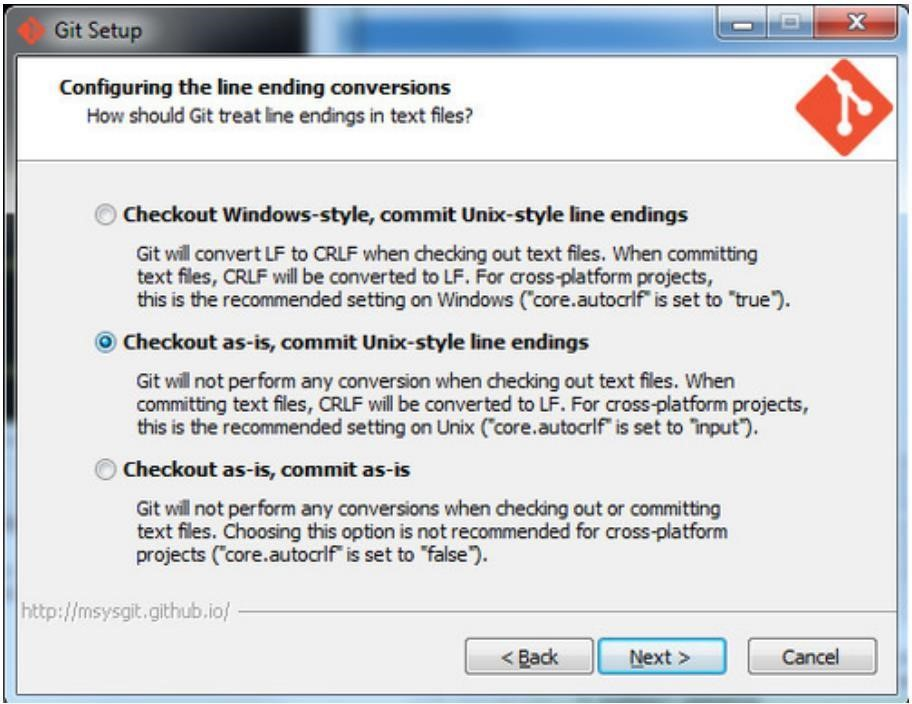 Git Setup
Configuring the line ending conversions
How should Git treat line endings in text files?
Checkout Windows-style, commit Unix-style line endings
Git will convert LF to CRLF when checking out text files. When committing
text files, CRLF will be converted to LF. For cross-platform projects,
this is the recommended setting on Windows ("core.autocrlf" is set to "true").
Checkout as-is, commit Unix-style line endings
Git will not perform any conversion when checking out text files. When
committing text files, CRLF will be converted to LF. For cross-platform projects,
this is the recommended setting on Unix ("core.autocrlf" is set to "input").
Checkout as-is, commit as-is
Git will not perform any conversions when checking out or committing
text files. Choosing this option is not recommended for cross-platform
projects ("core.autocrlf" is set to "false").
http://msysgit.github.io/
< Back
Next >
Cancel